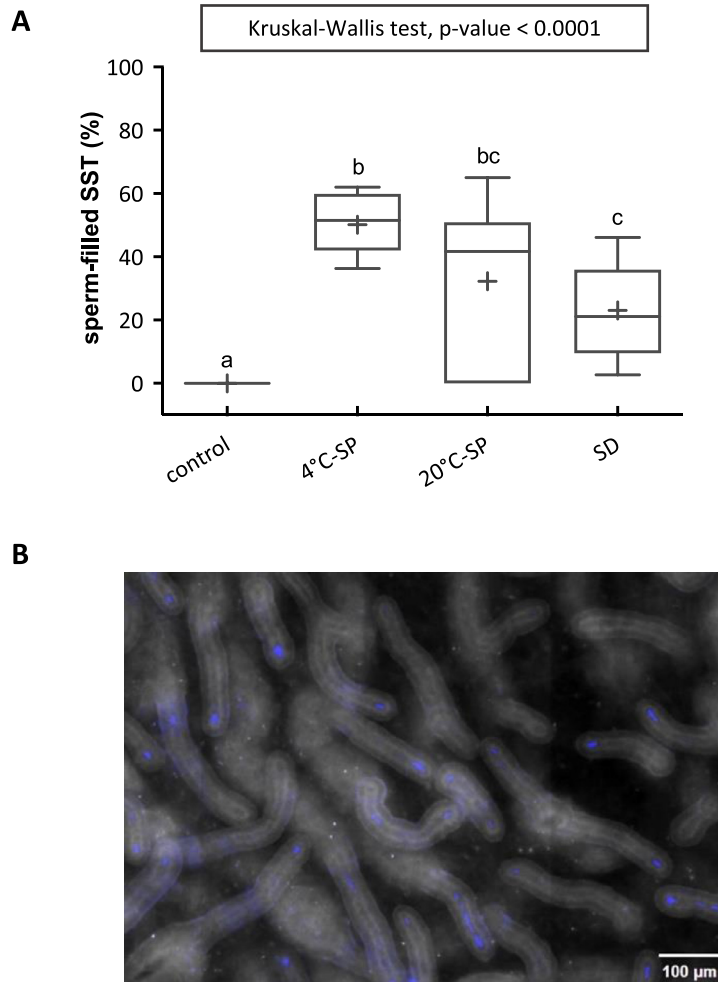 A
Kruskal-Wallis test, p-value < 0.0001
sperm-filled SST (%)
100
80
60
40
20
0
a
b
bc
c
control
4°C-SP
20°C-SP
SD
B
100 µm